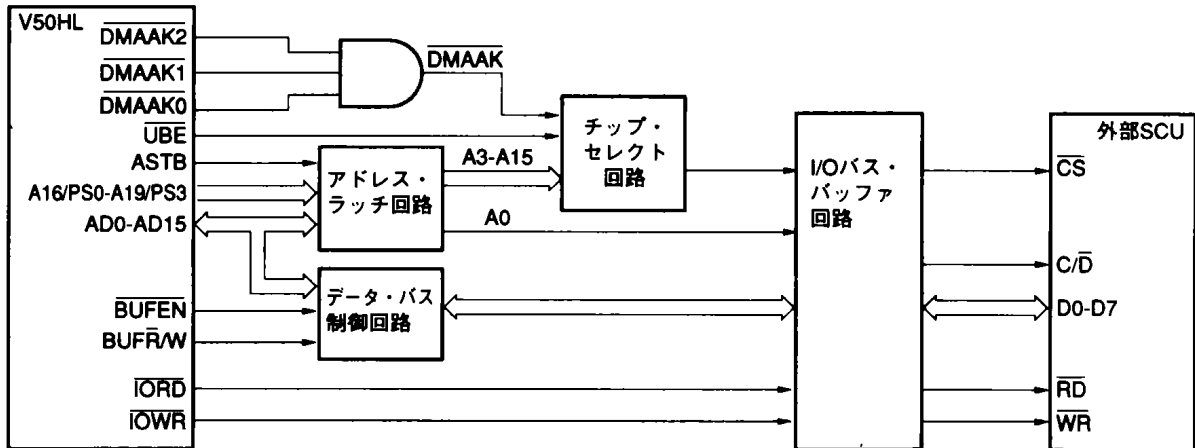 V50HL
DMAAK2
DMAAK1
DMAAK0
UBE
ASTB
A16/PS0-A19/PS3
AD0-AD15
BUFEN
BUFR/W
IORD
IOWR
DMAAK
アドレス・
ラッチ回路
データ・バス
制御回路
A3-A15
A0
チップ・
セレクト
回路
I/Oバス・
バッファ
回路
外部SCU
CS
C/D
D0-D7
RD
WR